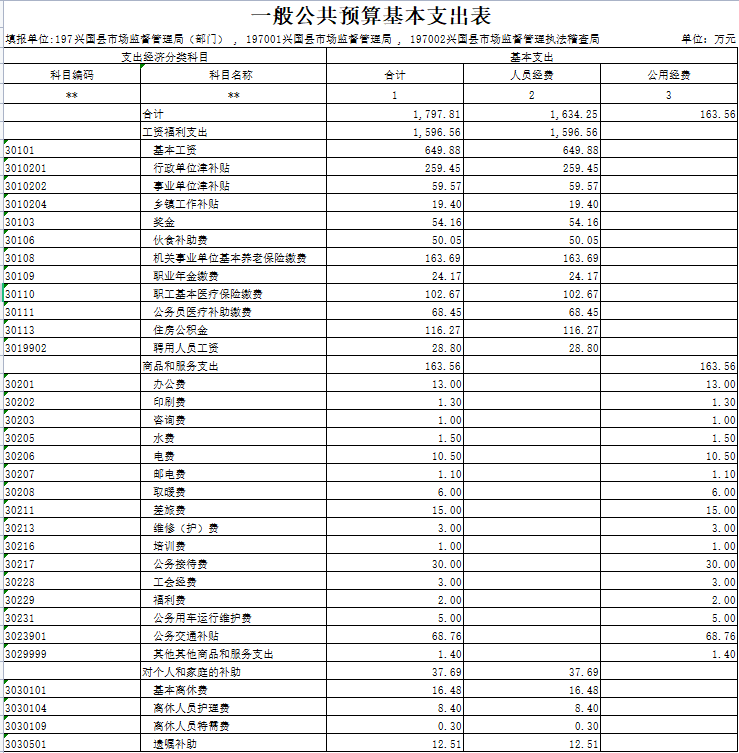 一般公共预算基本支出表
填报单位:197兴国县市场监督管理局（部门） , 197001兴国县市场监督管理局 , 197002兴国县市场监督管理执法稽查局 单位: 万元
支出经济分类科目 基本支出
科目编码 科目名称 合计 人员经费 公用经费
** ** 1 2 3
合计 1,797.81 1,634.25 163.56
工资福利支出 1,596.56 1,596.56
30101 基本工资 649.88 649.88
3010201 行政单位津补贴 259.45 259.45
3010202 事业单位津补贴 59.57 59.57
3010204 乡镇工作补贴 19.40 19.40
30103 奖金 54.16 54.16
30106 伙食补助费 50.05 50.05
30108 机关事业单位基本养老保险缴费 163.69 163.69
30109 职业年金缴费 24.17 24.17
30110 职工基本医疗保险缴费 102.67 102.67
30111 公务员医疗补助缴费 68.45 68.45
30113 住房公积金 116.27 116.27
3019902 聘用人员工资 28.80 28.80
商品和服务支出 163.56 163.56
30201 办公费 13.00 13.00
30202 印刷费 1.30 1.30
30203 咨询费 1.00 1.00
30205 水费 1.50 1.50
30206 电费 10.50 10.50
30207 邮电费 1.10 1.10
30208 取暖费 6.00 6.00
30211 差旅费 15.00 15.00
30213 维修（护）费 3.00 3.00
30216 培训费 1.00 1.00
30217 公务接待费 30.00 30.00
30228 工会经费 3.00 3.00
30229 福利费 2.00 2.00
30231 公务用车运行维护费 5.00 5.00
3023901 公务交通补贴 68.76 68.76
3029999 其他其他商品和服务支出 1.40 1.40
对个人和家庭的补助 37.69 37.69
3030101 基本离休费 16.48 16.48
3030104 离休人员护理费 8.40 8.40
3030109 离休人员特需费 0.30 0.30
3030501 遗嘱补助 12.51 12.51